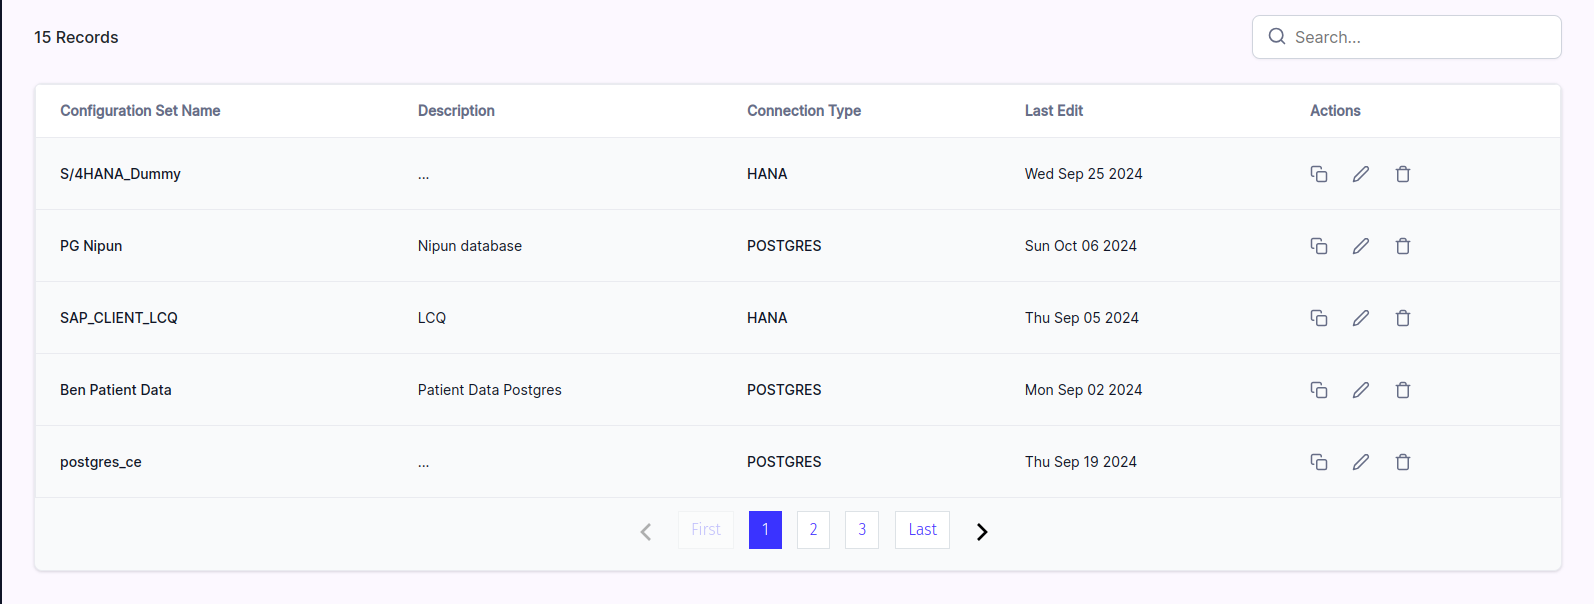 15 Records
Search...
Configuration Set Name Description Connection Type Last Edit Actions
S/4HANA_Dummy ... HANA Wed Sep 25 2024
PG Nipun Nipun database POSTGRES Sun Oct 06 2024
SAP_CLIENT_LCQ LCQ HANA Thu Sep 05 2024
Ben Patient Data Patient Data Postgres POSTGRES Mon Sep 02 2024
postgres_ce ... POSTGRES Thu Sep 19 2024
First 1 2 3 Last